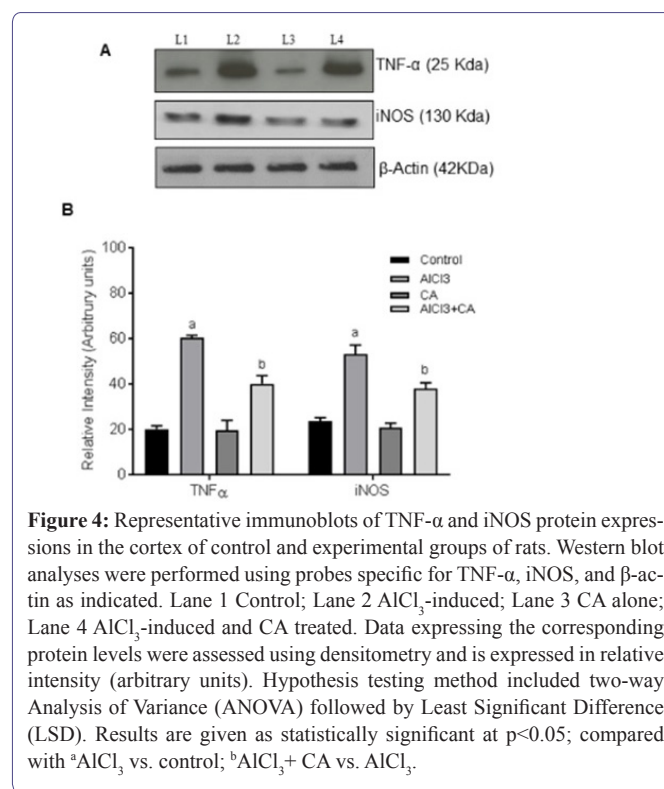 A
L1 L2 L3 L4
TNF-α (25 Kda)
iNOS (130 Kda)
β-Actin (42KDa)
B
Relative Intensity (Arbitrury units)
100
80
60
40
20
0
Control
AlCl3
CA
AlCl3+CA
a
b
a
b
TNFα
iNOS
Figure 4: Representative immunoblots of TNF-α and iNOS protein expres-
sions in the cortex of control and experimental groups of rats. Western blot
analyses were performed using probes specific for TNF-α, iNOS, and β-ac-
tin as indicated. Lane 1 Control; Lane 2 AlCl₃-induced; Lane 3 CA alone;
Lane 4 AlCl₃-induced and CA treated. Data expressing the corresponding
protein levels were assessed using densitometry and is expressed in relative
intensity (arbitrary units). Hypothesis testing method included two-way
Analysis of Variance (ANOVA) followed by Least Significant Difference
(LSD). Results are given as statistically significant at p<0.05; compared
with ᵃAlCl₃ vs. control; ᵇAlCl₃+ CA vs. AlCl₃.